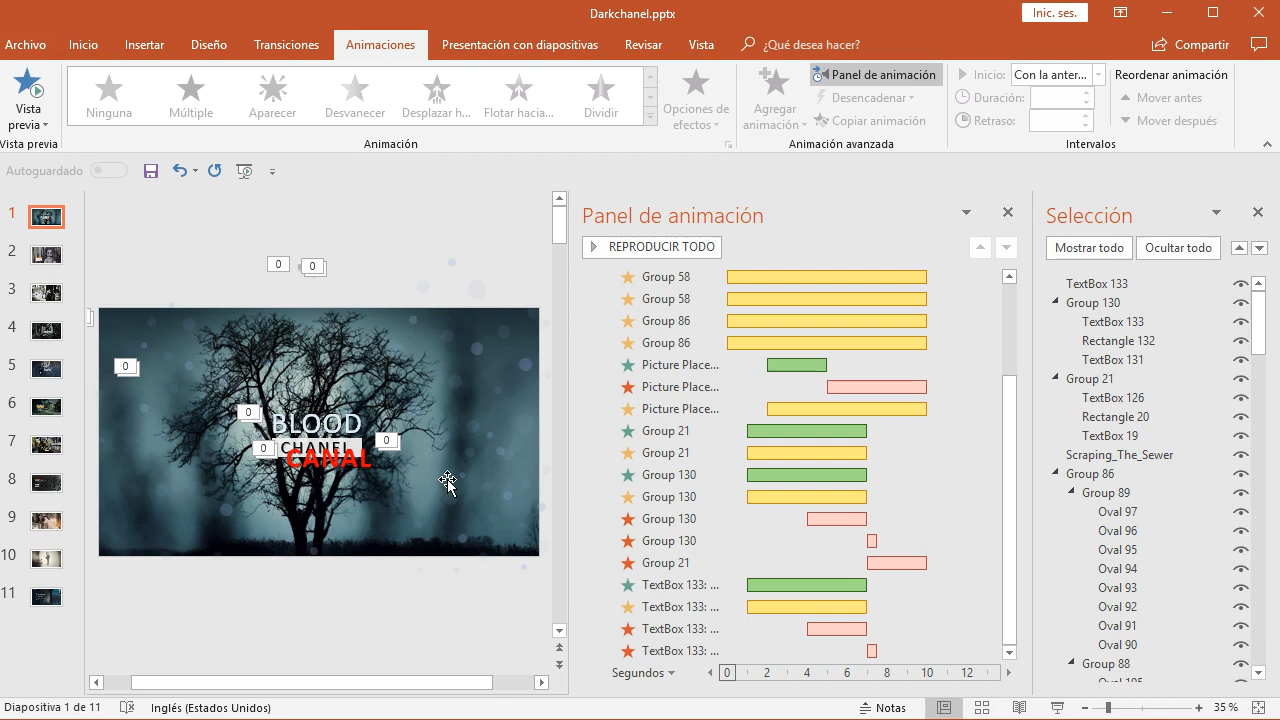 Darkchanel.pptx
Inic. ses.
Archivo
Inicio
Insertar
Diseño
Transiciones
Animaciones
Presentación con diapositivas
Revisar
Vista
¿Qué desea hacer?
Compartir
Vista previa
Ninguna
Múltiple
Aparecer
Desvanecer
Desplazar h...
Flotar hacia...
Dividir
Opciones de efectos
Agregar animación
Panel de animación
Desencadenar
Copiar animación
Inicio: Con la anter...
Duración:
Retraso:
Reordenar animación
Mover antes
Mover después
Vista previa
Animación
Animación avanzada
Intervalos
Autoguardado
1
2
3
4
5
6
7
8
9
10
11
0
0
0
0
0
0
BLOOD
CHANEL
CANAL
Panel de animación
REPRODUCIR TODO
Group 58
Group 58
Group 86
Group 86
Picture Place...
Picture Place...
Picture Place...
Group 21
Group 21
Group 130
Group 130
Group 130
Group 130
Group 21
TextBox 133: ...
TextBox 133: ...
TextBox 133: ...
TextBox 133: ...
Segundos
0 2 4 6 8 10 12
Selección
Mostrar todo
Ocultar todo
TextBox 133
Group 130
TextBox 133
Rectangle 132
TextBox 131
Group 21
TextBox 126
Rectangle 20
TextBox 19
Scraping_The_Sewer
Group 86
Group 89
Oval 97
Oval 96
Oval 95
Oval 94
Oval 93
Oval 92
Oval 91
Oval 90
Group 88
Oval 105
Diapositiva 1 de 11
Inglés (Estados Unidos)
Notas
35 %